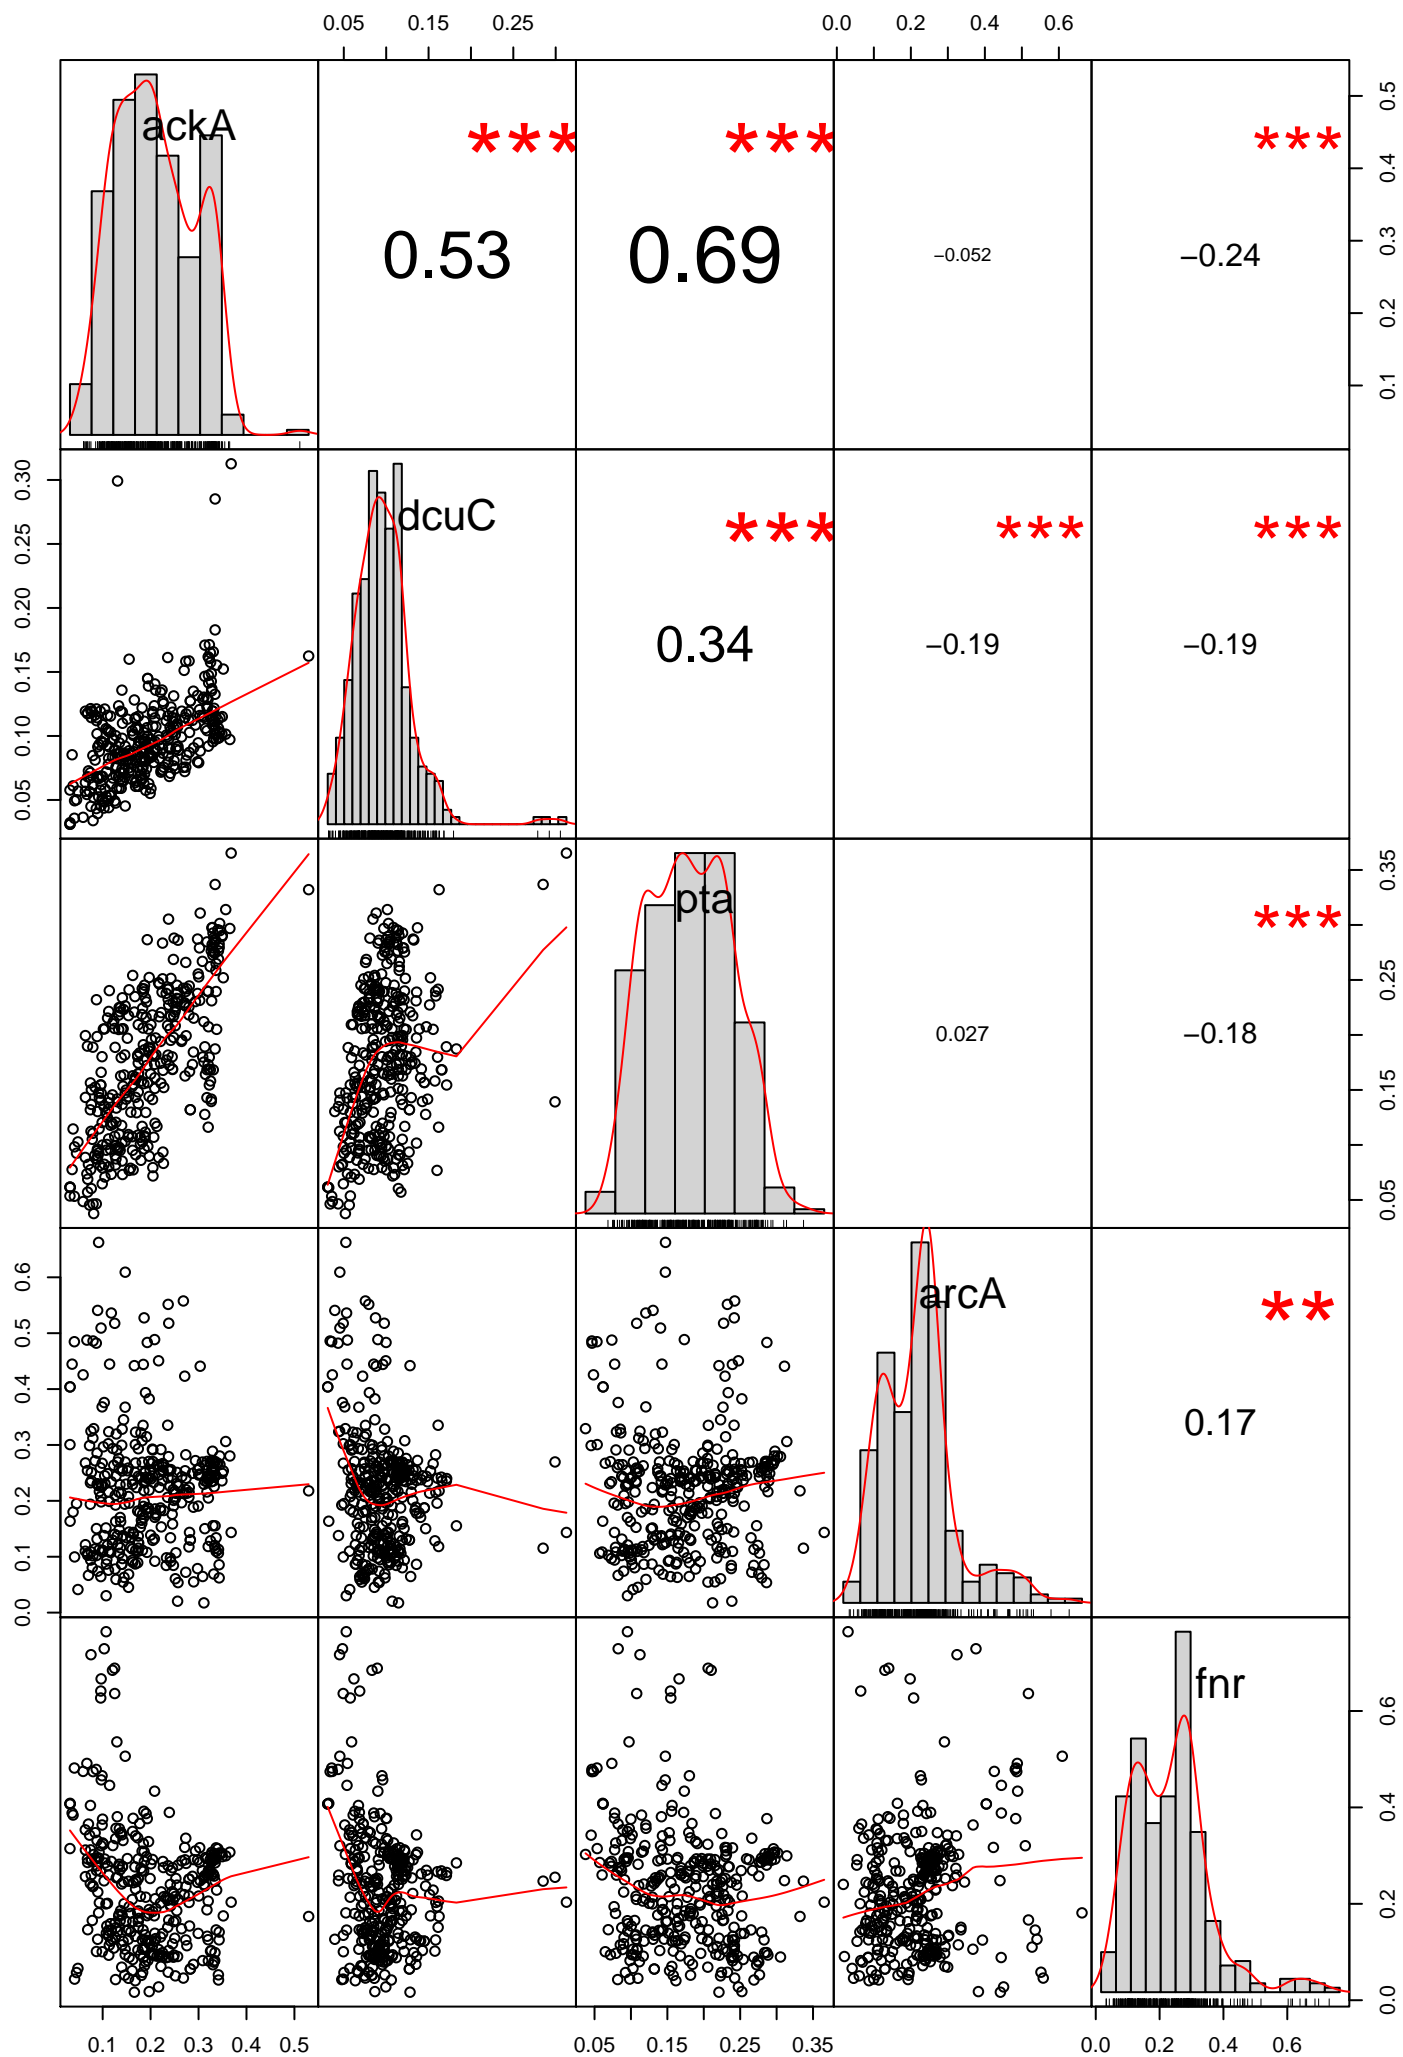 0.05 0.15 0.25 0.0 0.2 0.4 0.6
ackA *** *** ***
0.53 0.69 −0.052 −0.24
0.1 0.2 0.3 0.4 0.5
dcuC *** *** ***
0.34 −0.19 −0.19
0.05 0.10 0.15 0.20 0.25 0.30
pta ***
0.027 −0.18
0.05 0.15 0.25 0.35
arcA **
0.17
0.0 0.1 0.2 0.3 0.4 0.5 0.6
fnr
0.0 0.2 0.4 0.6
0.1 0.2 0.3 0.4 0.5 0.05 0.15 0.25 0.35 0.0 0.2 0.4 0.6